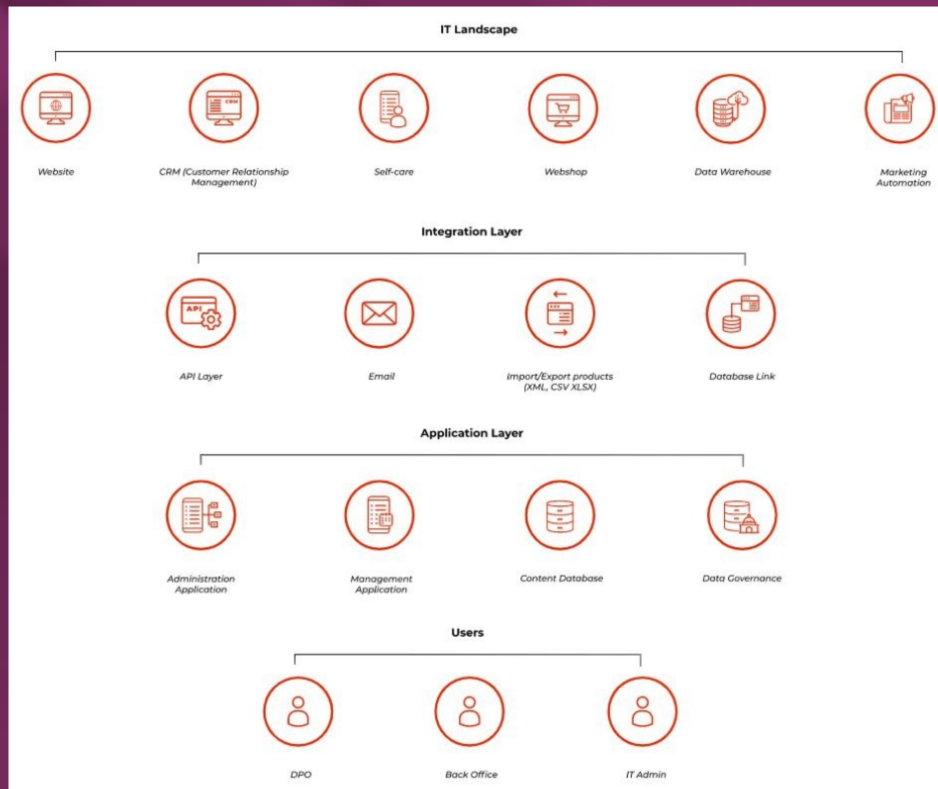 IT Landscape
CRM
Website
CRM (Customer Relationship
Management)
Self-care
Webshop
Data Warehouse
Marketing
Automation
Integration Layer
API
API Layer
Email
Import/Export products
(XML, CSV XLSX)
Database Link
Application Layer
Administration
Application
Management
Application
Content Database
Data Governance
Users
DPO
Back Office
IT Admin